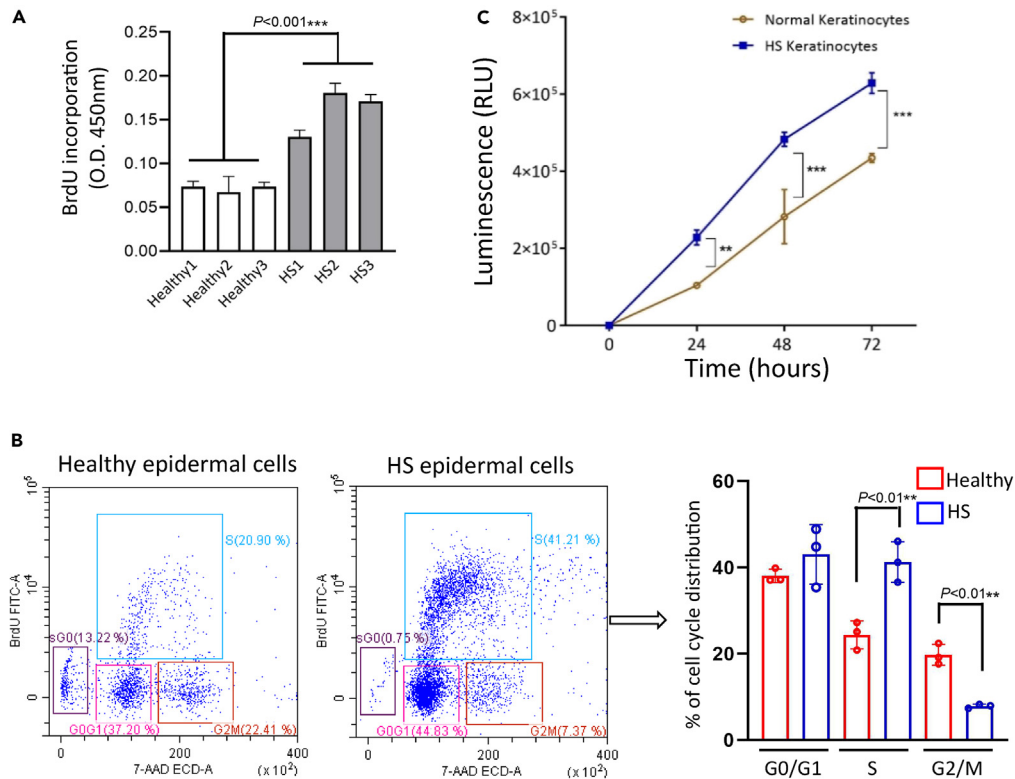 A
P<0.001***
BrdU incorporation
(O.D. 450nm)
0.25
0.20
0.15
0.10
0.05
0.00
Healthy1
Healthy2
Healthy3
HS1
HS2
HS3
C
Normal Keratinocytes
HS Keratinocytes
Luminescence (RLU)
8×10⁵
6×10⁵
4×10⁵
2×10⁵
0
**
***
***
0 24 48 72
Time (hours)
B
Healthy epidermal cells
BrdU FITC-A
10⁵
10⁴
0
S(20.90 %)
sG0(13.22 %)
G0G1(37.20 %)
G2M(22.41 %)
0 200 400
7-AAD ECD-A (x 10²)
HS epidermal cells
BrdU FITC-A
10⁵
10⁴
0
S(41.21 %)
sG0(0.75 %)
G0G1(44.83 %)
G2M(7.37 %)
0 200 400
7-AAD ECD-A (x 10²)
Healthy
HS
% of cell cycle distribution
60
40
20
0
P<0.01**
P<0.01**
G0/G1 S G2/M